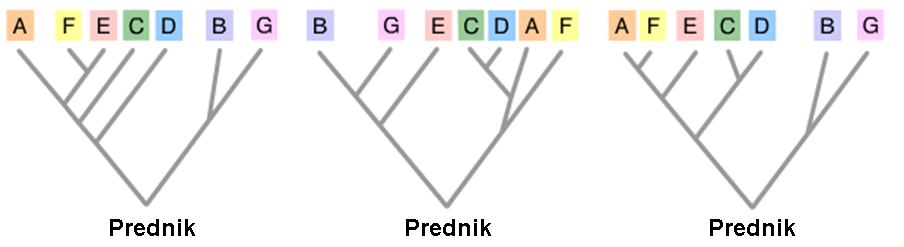 A F E C D B G B G E C D A F A F E C D B G
Prednik Prednik Prednik